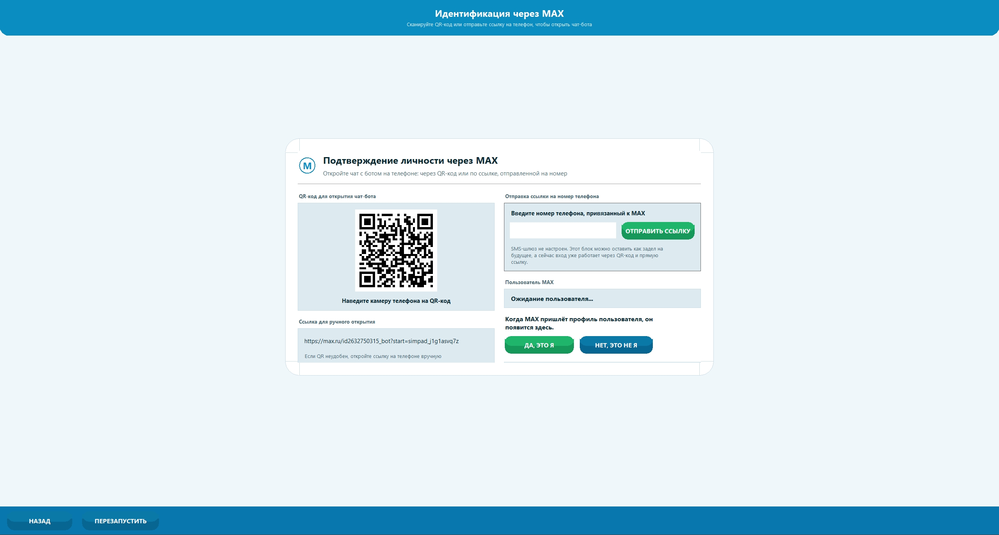 Идентификация через MAX
Сканируйте QR-код или отправьте ссылку на телефон, чтобы открыть чат-бота
M
Подтверждение личности через MAX
Откройте чат с ботом на телефоне: через QR-код или по ссылке, отправленной на номер
QR-код для открытия чат-бота
Наведите камеру телефона на QR-код
Ссылка для ручного открытия
https://max.ru/id2632750315_bot?start=simpad_j1g1asvq7z
Если QR неудобен, откройте ссылку на телефоне вручную
Отправка ссылки на номер телефона
Введите номер телефона, привязанный к MAX
ОТПРАВИТЬ ССЫЛКУ
SMS-шлюз не настроен. Этот блок можно оставить как задел на
будущее, а сейчас вход уже работает через QR-код и прямую
ссылку.
Пользователь MAX
Ожидание пользователя...
Когда MAX пришлёт профиль пользователя, он
появится здесь.
ДА, ЭТО Я
НЕТ, ЭТО НЕ Я
НАЗАД
ПЕРЕЗАПУСТИТЬ